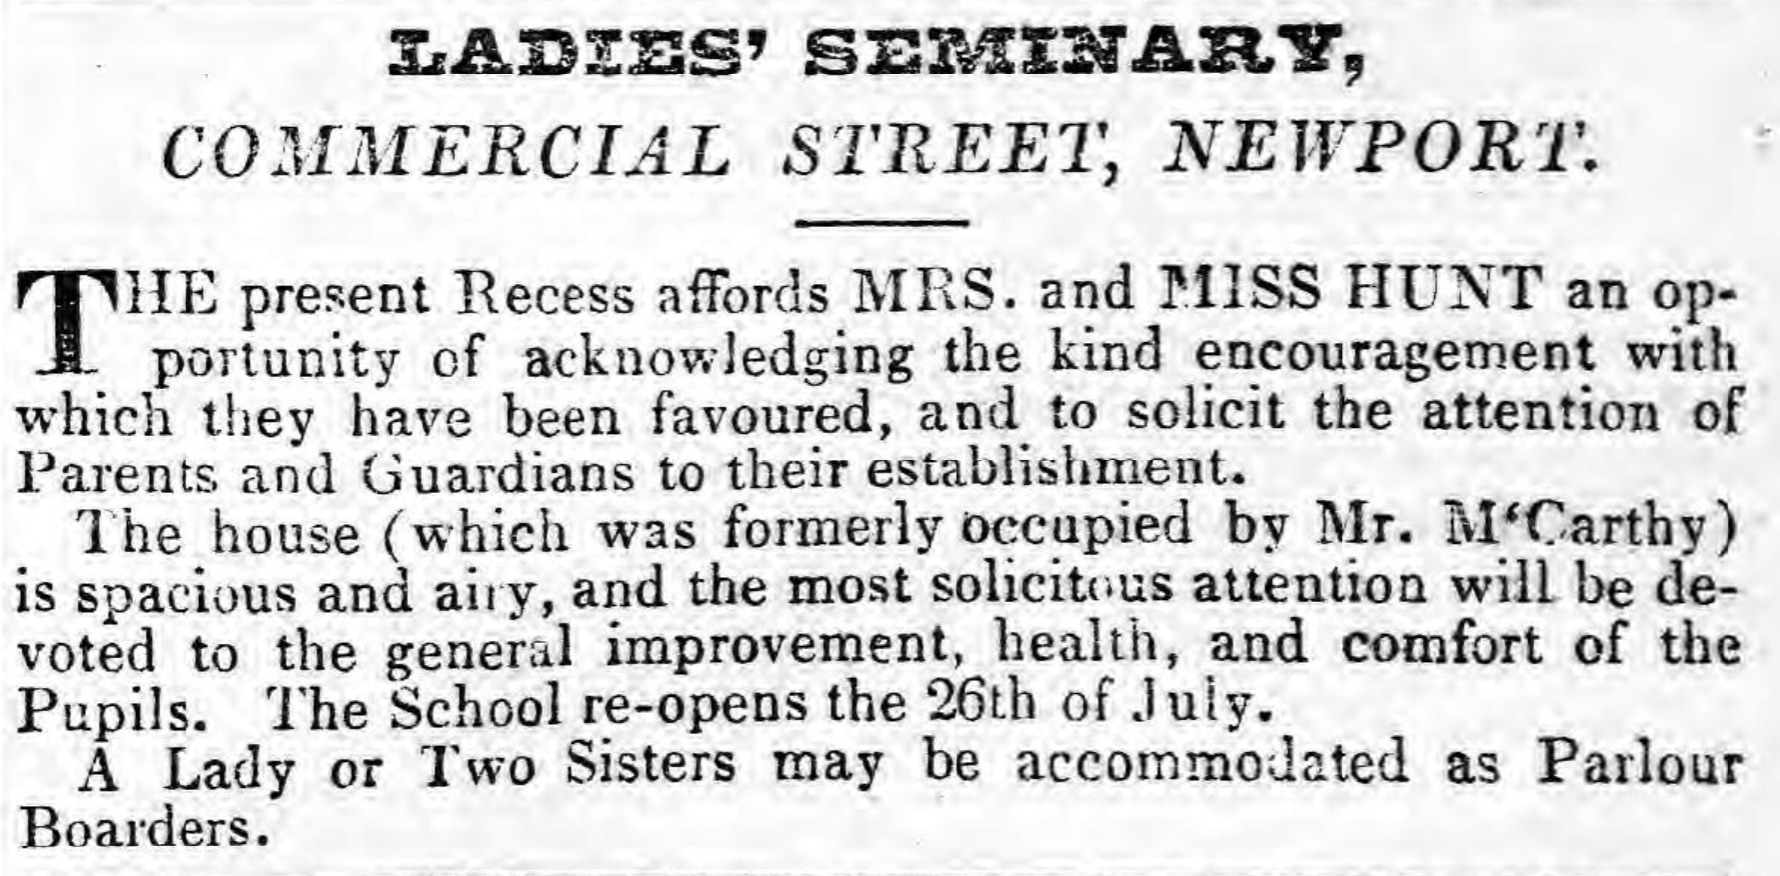 LADIES' SEMINARY,
COMMERCIAL STREET, NEWPORT.
THE present Recess affords MRS. and MISS HUNT an op-
portunity of acknowledging the kind encouragement with
which they have been favoured, and to solicit the attention of
Parents and Guardians to their establishment.
The house (which was formerly occupied by Mr. M‘Carthy)
is spacious and airy, and the most solicitous attention will be de-
voted to the general improvement, health, and comfort of the
Pupils. The School re-opens the 26th of July.
A Lady or Two Sisters may be accommodated as Parlour
Boarders.